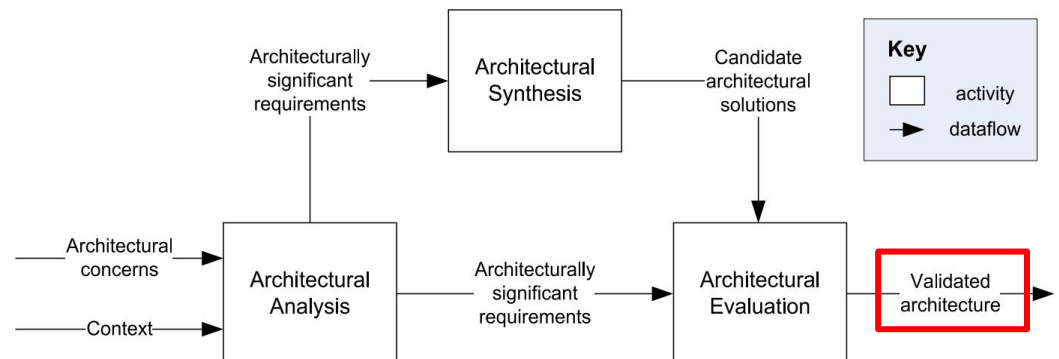 Architecturally
significant
requirements
Architectural
Synthesis
Candidate
architectural
solutions
Key
activity
dataflow
Architectural
concerns
Context
Architectural
Analysis
Architecturally
significant
requirements
Architectural
Evaluation
Validated
architecture